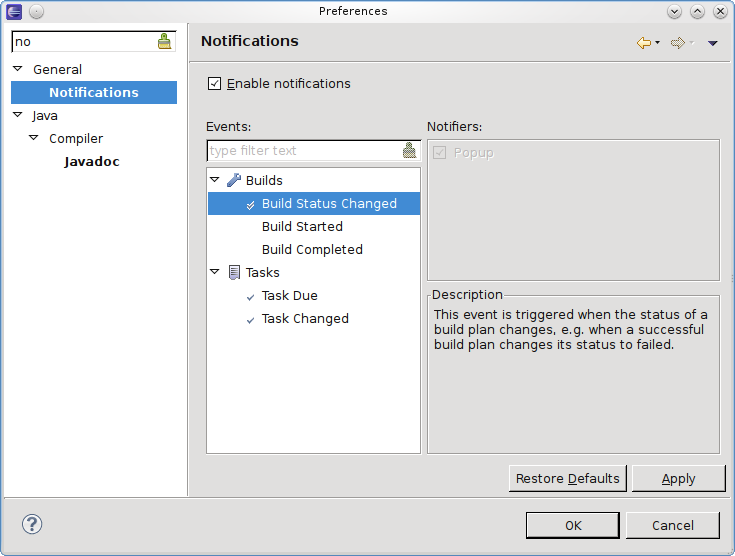 Preferences
no
General
Notifications
Java
Compiler
Javadoc
Notifications
Enable notifications
Events:
type filter text
Builds
Build Status Changed
Build Started
Build Completed
Tasks
Task Due
Task Changed
Notifiers:
Popup
Description
This event is triggered when the status of a
build plan changes, e.g. when a successful
build plan changes its status to failed.
Restore Defaults
Apply
?
OK
Cancel